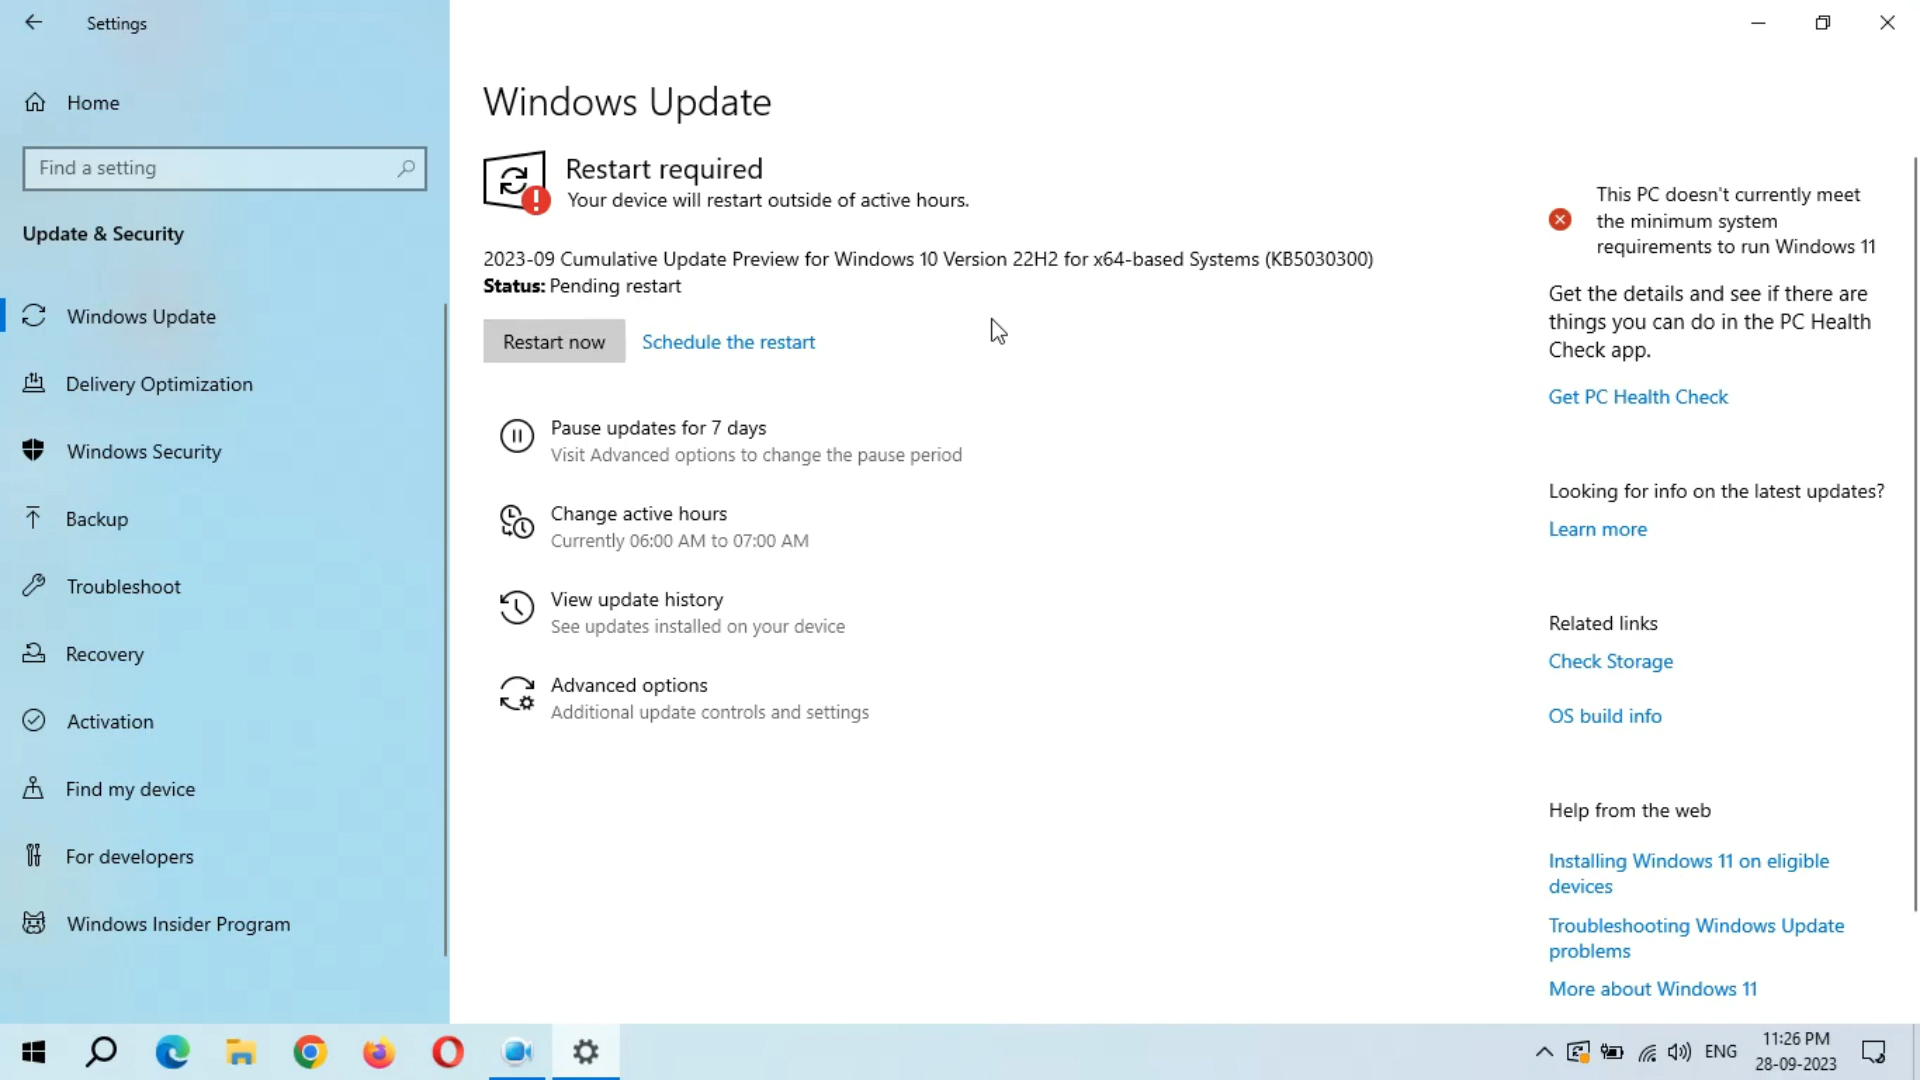 Settings
Home
Find a setting
Update & Security
Windows Update
Delivery Optimization
Windows Security
Backup
Troubleshoot
Recovery
Activation
Find my device
For developers
Windows Insider Program
Windows Update
Restart required
Your device will restart outside of active hours.
2023-09 Cumulative Update Preview for Windows 10 Version 22H2 for x64-based Systems (KB5030300)
Status: Pending restart
Restart now
Schedule the restart
Pause updates for 7 days
Visit Advanced options to change the pause period
Change active hours
Currently 06:00 AM to 07:00 AM
View update history
See updates installed on your device
Advanced options
Additional update controls and settings
This PC doesn't currently meet
the minimum system
requirements to run Windows 11
Get the details and see if there are
things you can do in the PC Health
Check app.
Get PC Health Check
Looking for info on the latest updates?
Learn more
Related links
Check Storage
OS build info
Help from the web
Installing Windows 11 on eligible
devices
Troubleshooting Windows Update
problems
More about Windows 11
ENG
11:26 PM
28-09-2023